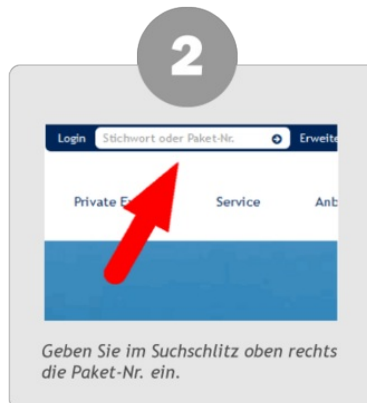 2
Login Stichwort oder Paket-Nr. Erweite
Private E Service Anb
Geben Sie im Suchschlitz oben rechts
die Paket-Nr. ein.